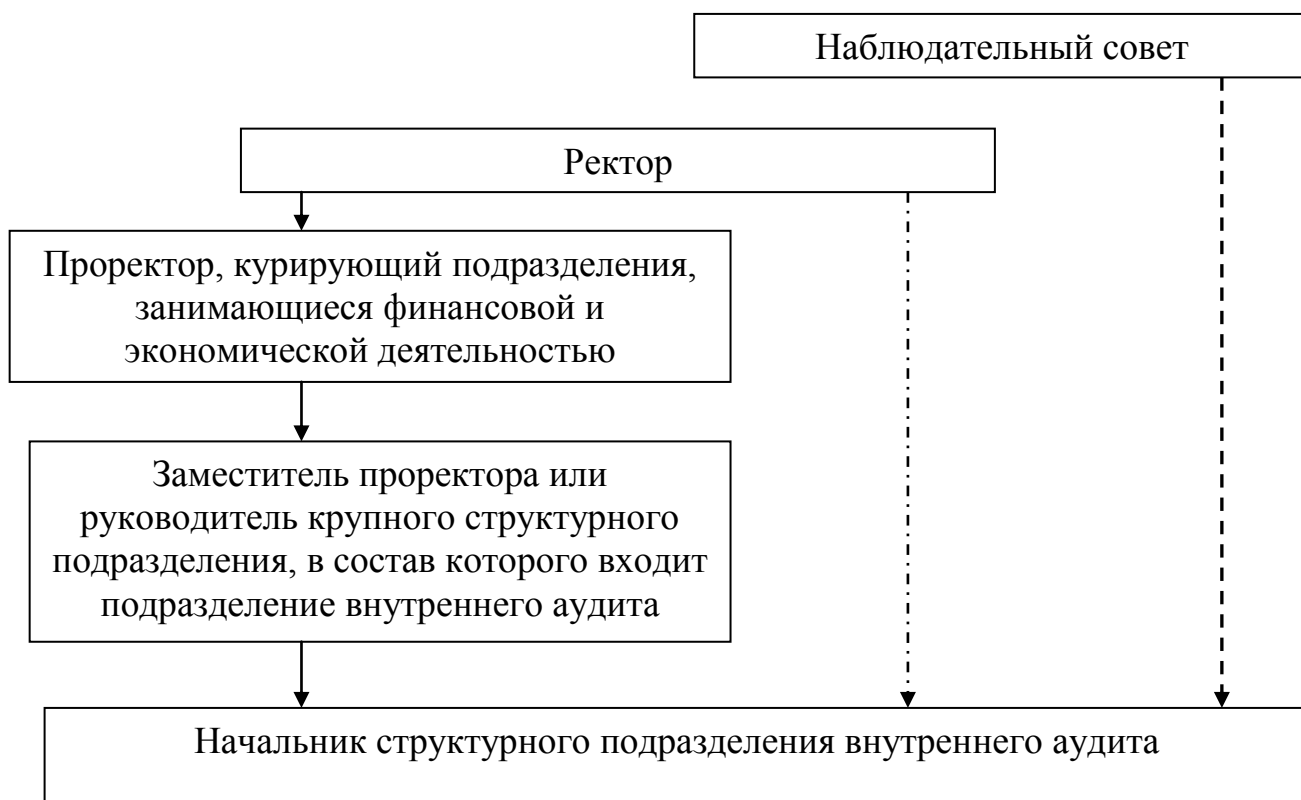 Наблюдательный совет
Ректор
Проректор, курирующий подразделения,
занимающиеся финансовой и
экономической деятельностью
Заместитель проректора или
руководитель крупного структурного
подразделения, в состав которого входит
подразделение внутреннего аудита
Начальник структурного подразделения внутреннего аудита